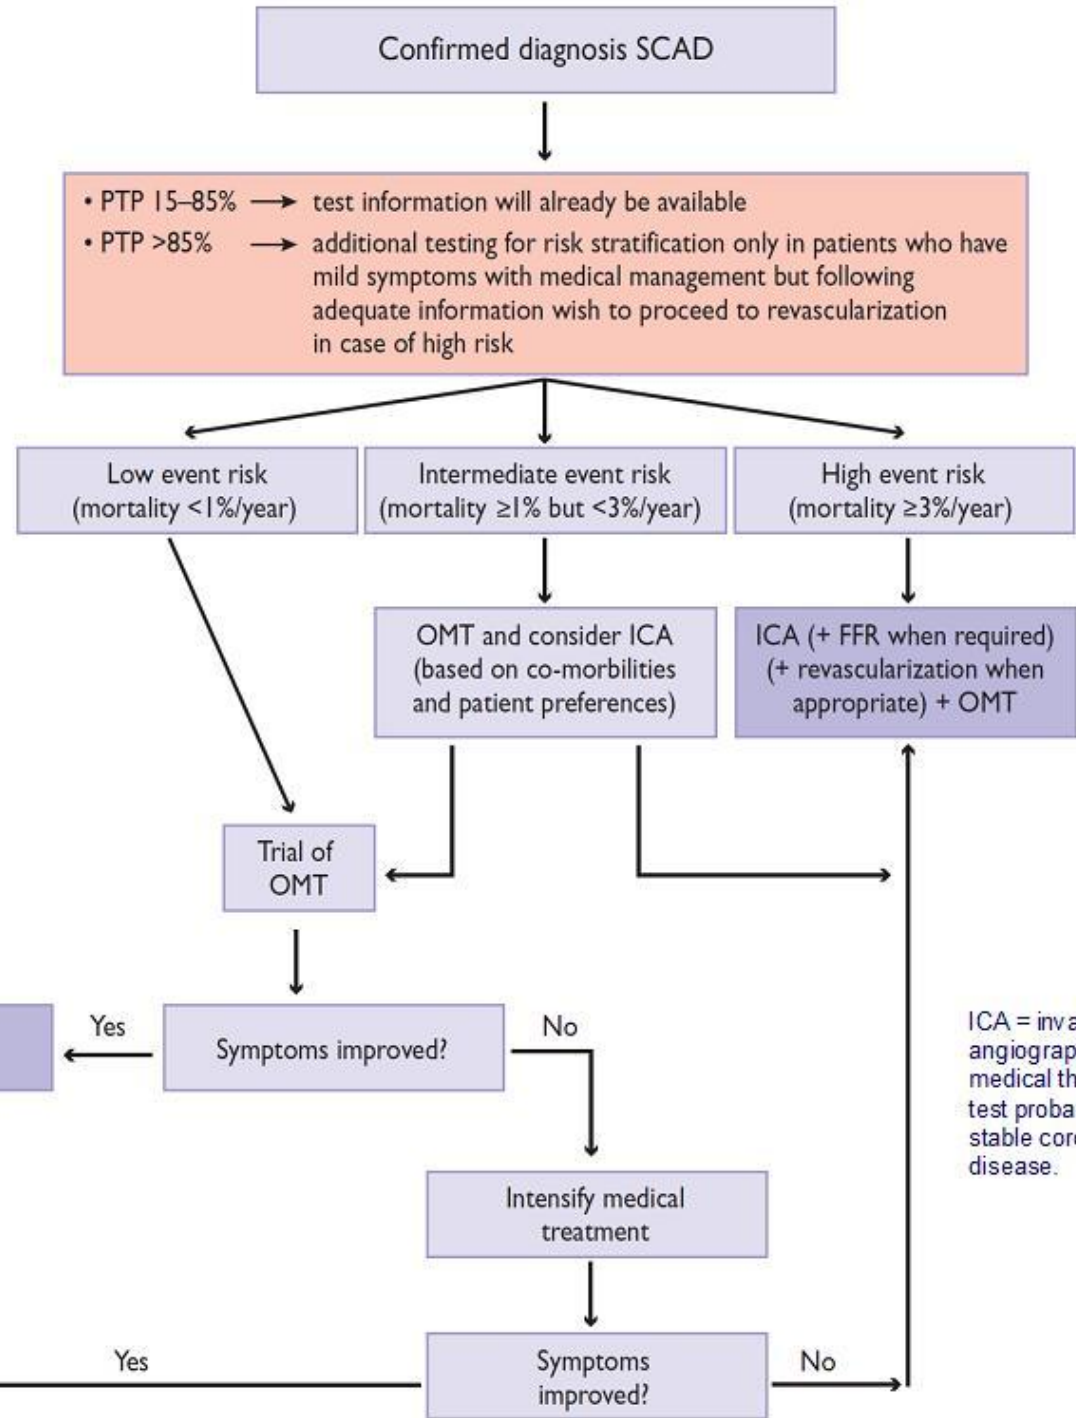 Confirmed diagnosis SCAD
• PTP 15–85% → test information will already be available
• PTP >85% → additional testing for risk stratification only in patients who have
mild symptoms with medical management but following
adequate information wish to proceed to revascularization
in case of high risk
Low event risk
(mortality <1%/year)
Intermediate event risk
(mortality ≥1% but <3%/year)
High event risk
(mortality ≥3%/year)
OMT and consider ICA
(based on co-morbilities
and patient preferences)
ICA (+ FFR when required)
(+ revascularization when
appropriate) + OMT
Trial of
OMT
Yes
Symptoms improved?
No
ICA = inva
angiograp
medical th
test proba
stable coro
disease.
Intensify medical
treatment
Yes
Symptoms
improved?
No